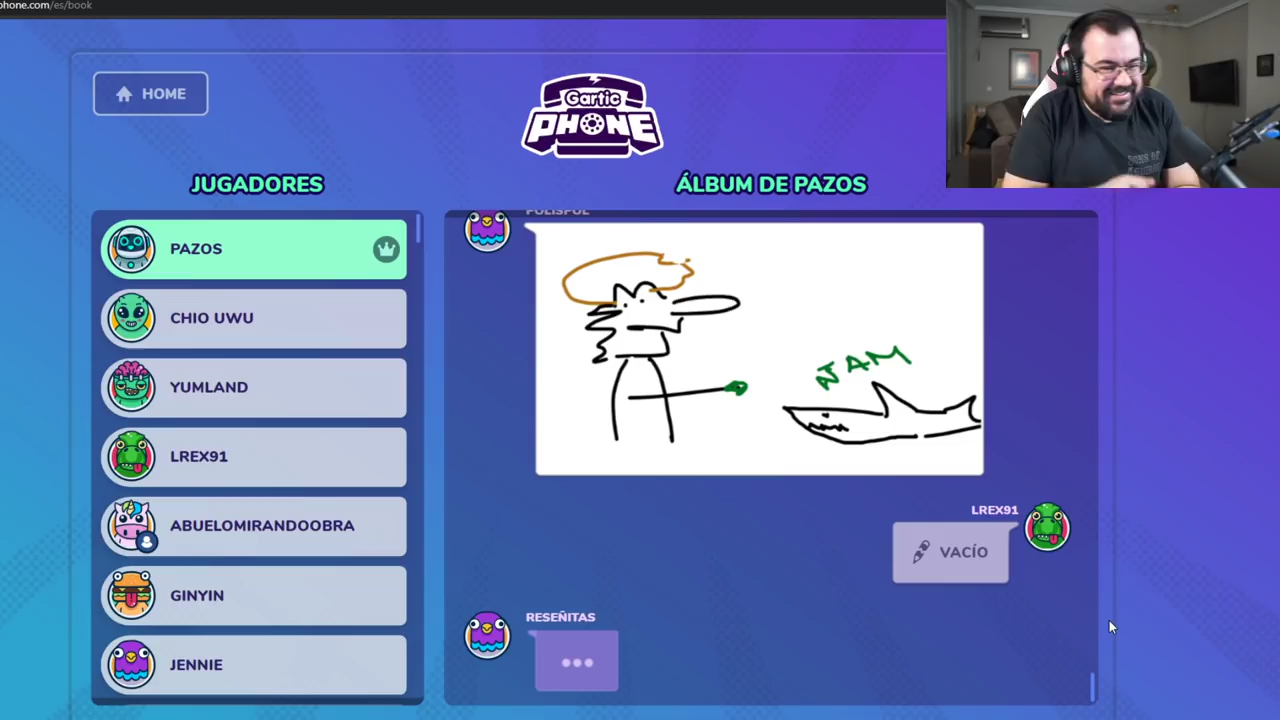 phone.com/es/book
HOME
Gartic
PHONE
JUGADORES
ÁLBUM DE PAZOS
PAZOS
CHIO UWU
YUMLAND
LREX91
ABUELOMIRANDOOBRA
GINYIN
JENNIE
POLISPOL
ÑAM
LREX91
VACÍO
RESEÑITAS